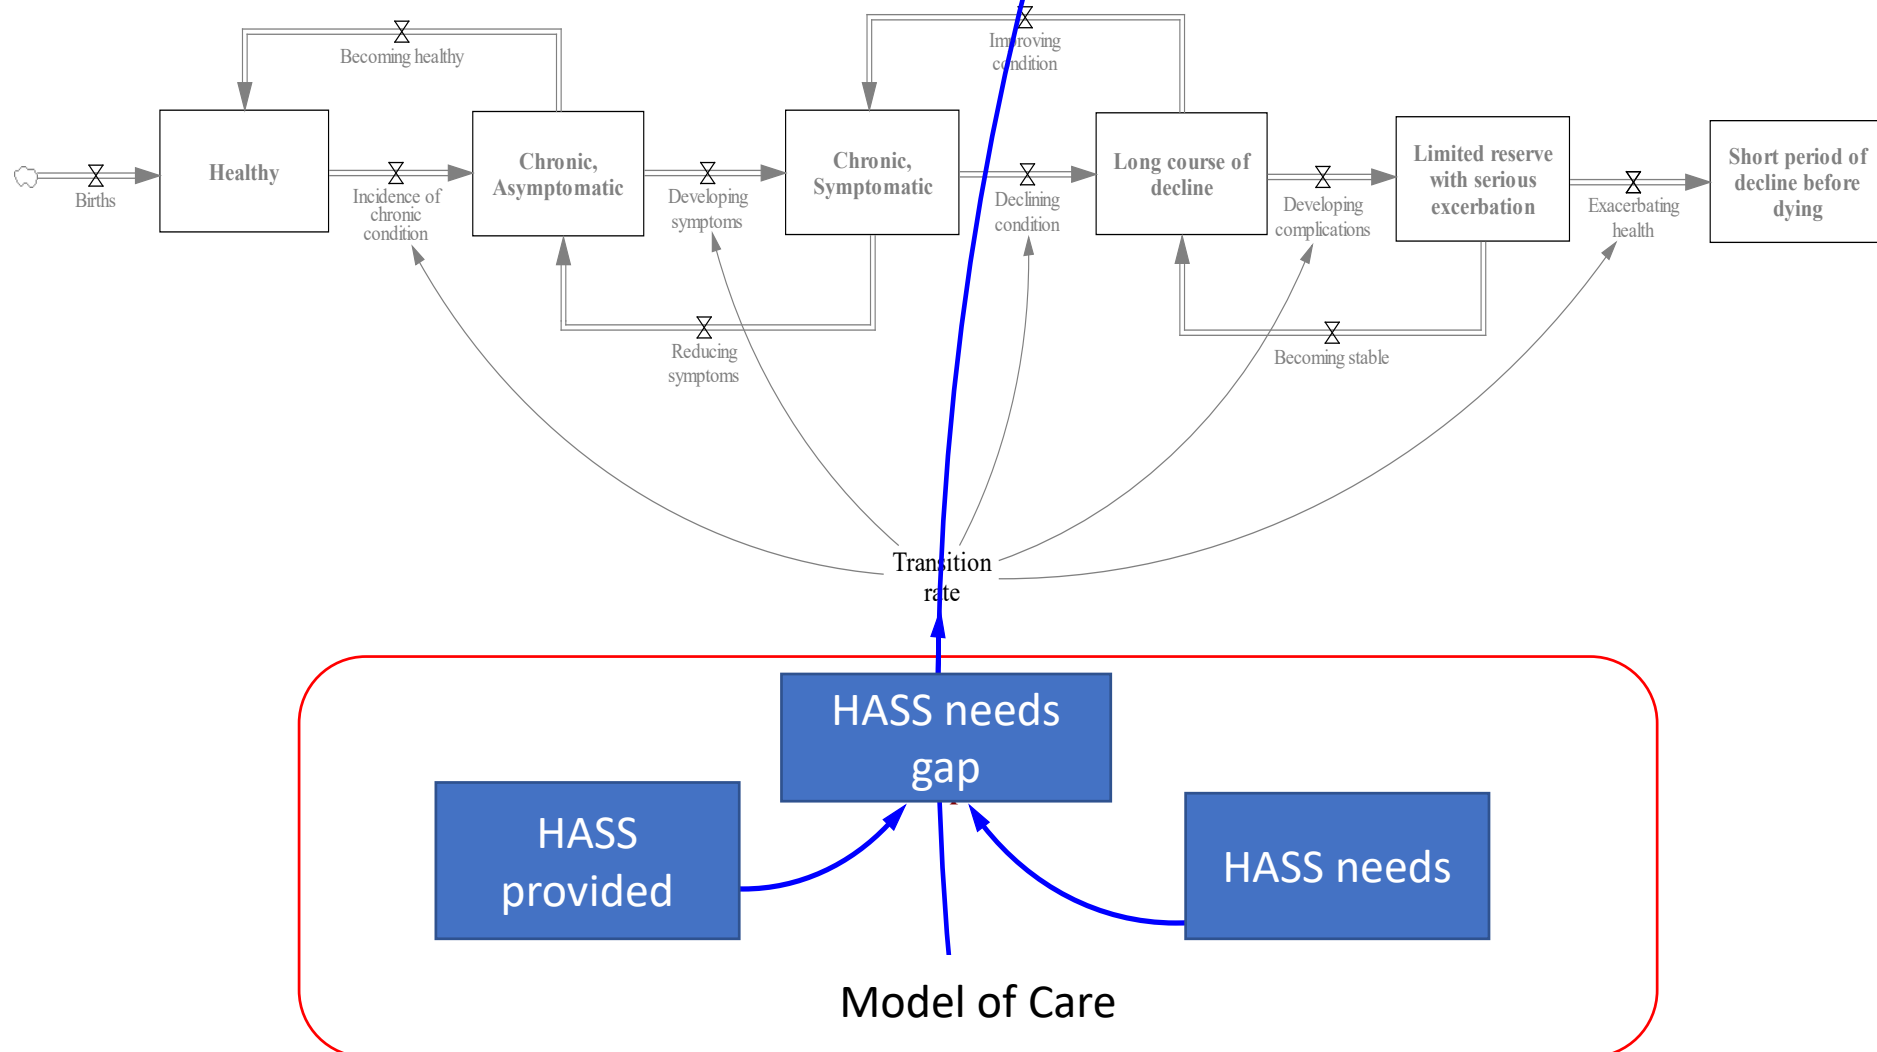 Becoming healthy
Improving
condition
Healthy
Chronic,
Asymptomatic
Chronic,
Symptomatic
Long course of
decline
Limited reserve
with serious
excerbation
Short period of
decline before
dying
Births
Incidence of
chronic
condition
Developing
symptoms
Declining
condition
Developing
complications
Exacerbating
health
Reducing
symptoms
Becoming stable
Transition
rate
HASS needs
gap
HASS
provided
HASS needs
Model of Care